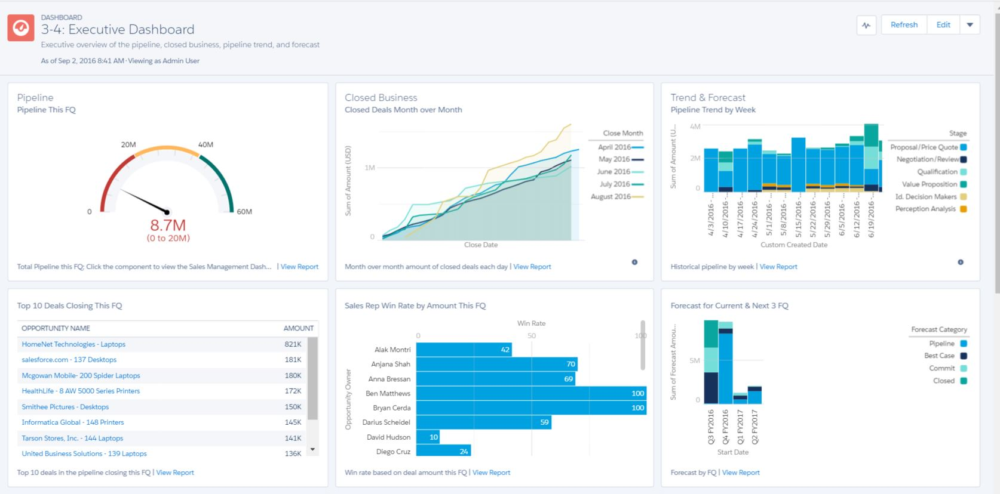 DASHBOARD
3-4: Executive Dashboard
Executive overview of the pipeline, closed business, pipeline trend, and forecast
As of Sep 2, 2016 8:41 AM·Viewing as Admin User
Refresh
Edit
Pipeline
Pipeline This FQ
20M
40M
0
60M
8.7M
(0 to 20M)
Total Pipeline this FQ; Click the component to view the Sales Management Dash... | View Report
Closed Business
Closed Deals Month over Month
Sum of Amount (USD)
1M
0
Close Date
Close Month
April 2016
May 2016
June 2016
July 2016
August 2016
Month over month amount of closed deals each day | View Report
Trend & Forecast
Pipeline Trend by Week
Sum of Amount (U...
4M
2M
0
4/3/2016 - ...
4/10/2016 - ...
4/17/2016 - ...
4/24/2016 - ...
5/1/2016 - ...
5/8/2016 - ...
5/15/2016 - ...
5/22/2016 - ...
5/29/2016 - ...
6/5/2016 - ...
6/12/2016 - ...
6/19/2016 - ...
Custom Created Date
Stage
Proposal/Price Quote
Negotiation/Review
Qualification
Value Proposition
Id. Decision Makers
Perception Analysis
Historical pipeline by week | View Report
Top 10 Deals Closing This FQ
OPPORTUNITY NAME AMOUNT
HomeNet Technologies - Laptops 821K
salesforce.com - 137 Desktops 181K
Mcgowan Mobile- 200 Spider Laptops 180K
HealthLife - 8 AW 5000 Series Printers 172K
Smithee Pictures - Desktops 150K
Informatica Global - 148 Printers 145K
Tarson Stores, Inc. - 144 Laptops 141K
United Business Solutions - 139 Laptops 136K
Top 10 deals in the pipeline closing this FQ | View Report
Sales Rep Win Rate by Amount This FQ
Win Rate
0 50 100
Opportunity Owner
Alak Montri 42
Anjana Shah 70
Anna Bressan 69
Ben Matthews 100
Bryan Cerda 100
Darius Scheidel 59
David Hudson 10
Diego Cruz 24
Win rate based on deal amount this FQ | View Report
Forecast for Current & Next 3 FQ
Sum of Forecast Amou...
5M
0
Q3 FY2016
Q4 FY2016
Q1 FY2017
Q2 FY2017
Start Date
Forecast Category
Pipeline
Best Case
Commit
Closed
Forecast by FQ | View Report